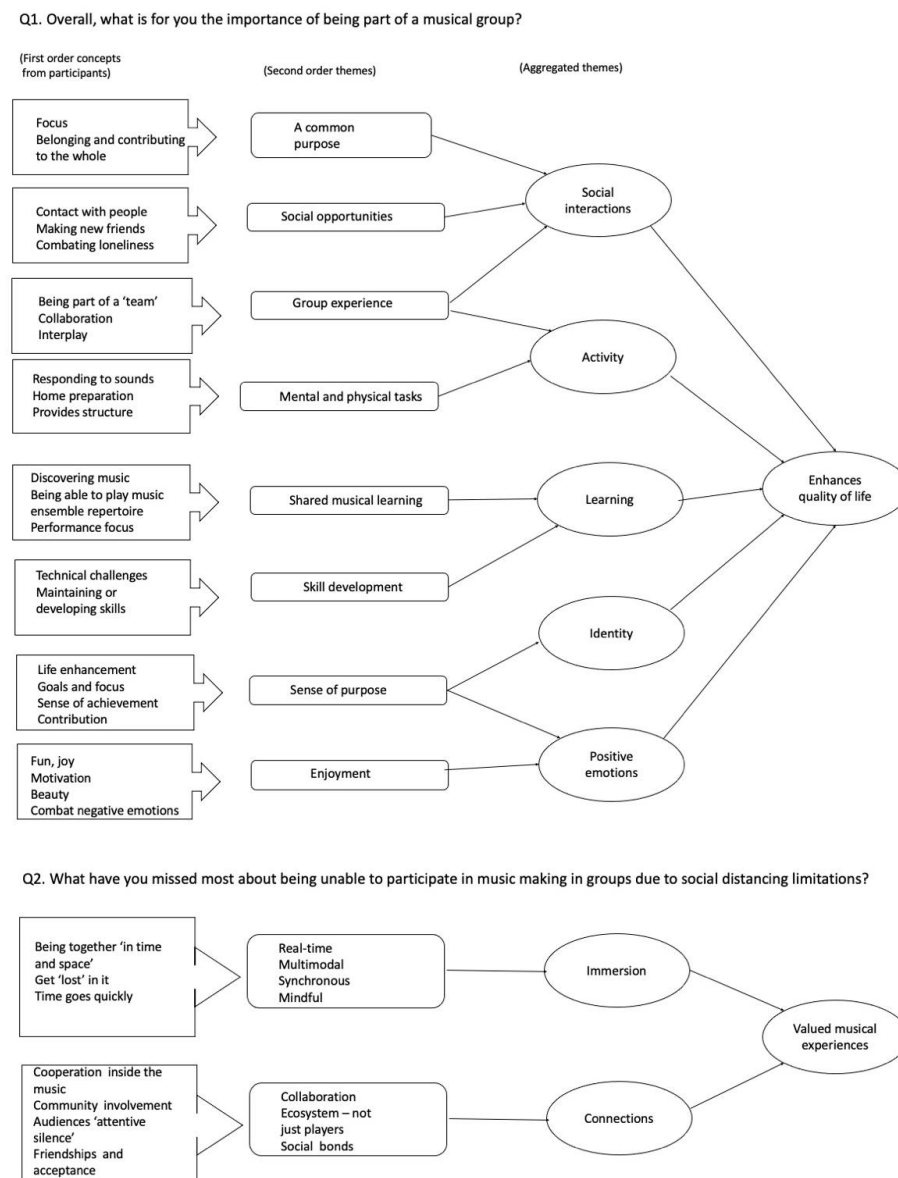 Q1. Overall, what is for you the importance of being part of a musical group?
(First order concepts
from participants)
(Second order themes)
(Aggregated themes)
Focus
Belonging and contributing
to the whole
A common
purpose
Social
interactions
Contact with people
Making new friends
Combating loneliness
Social opportunities
Being part of a ‘team’
Collaboration
Interplay
Group experience
Activity
Responding to sounds
Home preparation
Provides structure
Mental and physical tasks
Discovering music
Being able to play music
ensemble repertoire
Performance focus
Shared musical learning
Learning
Enhances
quality of life
Technical challenges
Maintaining or
developing skills
Skill development
Identity
Life enhancement
Goals and focus
Sense of achievement
Contribution
Sense of purpose
Fun, joy
Motivation
Beauty
Combat negative emotions
Enjoyment
Positive
emotions
Q2. What have you missed most about being unable to participate in music making in groups due to social distancing limitations?
Being together ‘in time
and space’
Get ‘lost’ in it
Time goes quickly
Real-time
Multimodal
Synchronous
Mindful
Immersion
Valued musical
experiences
Cooperation inside the
music
Community involvement
Audiences ‘attentive
silence’
Friendships and
acceptance
Collaboration
Ecosystem – not
just players
Social bonds
Connections